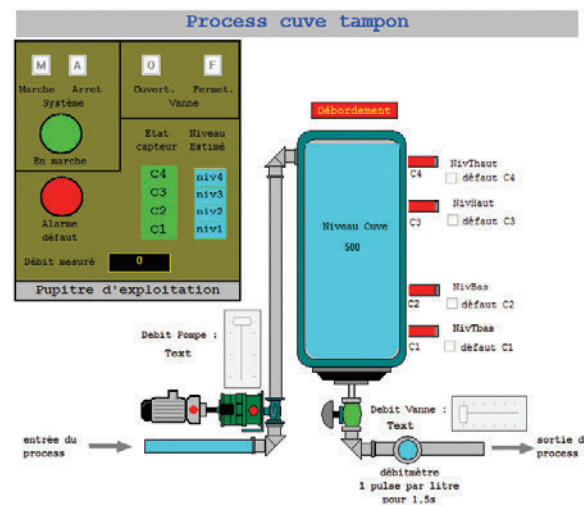 Process cuve tampon
M A O F
Marche Arret Ouvert. Fermet.
Système Vanne
En marche
Etat capteur
Niveau Estimé
C4 niv4
C3 niv3
C2 niv2
C1 niv1
Alarme défaut
Débit mesuré 0
Pupitre d'exploitation
Débordement
Niveau Cuve
500
C4 NivThaut
défaut C4
C3 NivHaut
défaut C3
C2 NivBas
défaut C2
C1 NivTbas
défaut C1
Debit Pompe :
Text
Debit Vanne :
Text
entrée du process
sortie d process
débitmètre
1 pulse par litre
pour 1,5s